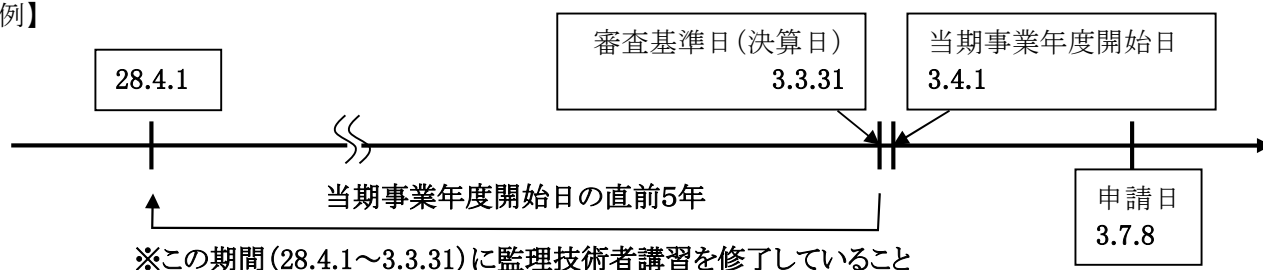 例】
審査基準日（決算日）
3.3.31
当期事業年度開始日
3.4.1
28.4.1
当期事業年度開始日の直前5年
申請日
3.7.8
※この期間（28.4.1～3.3.31）に監理技術者講習を修了していること